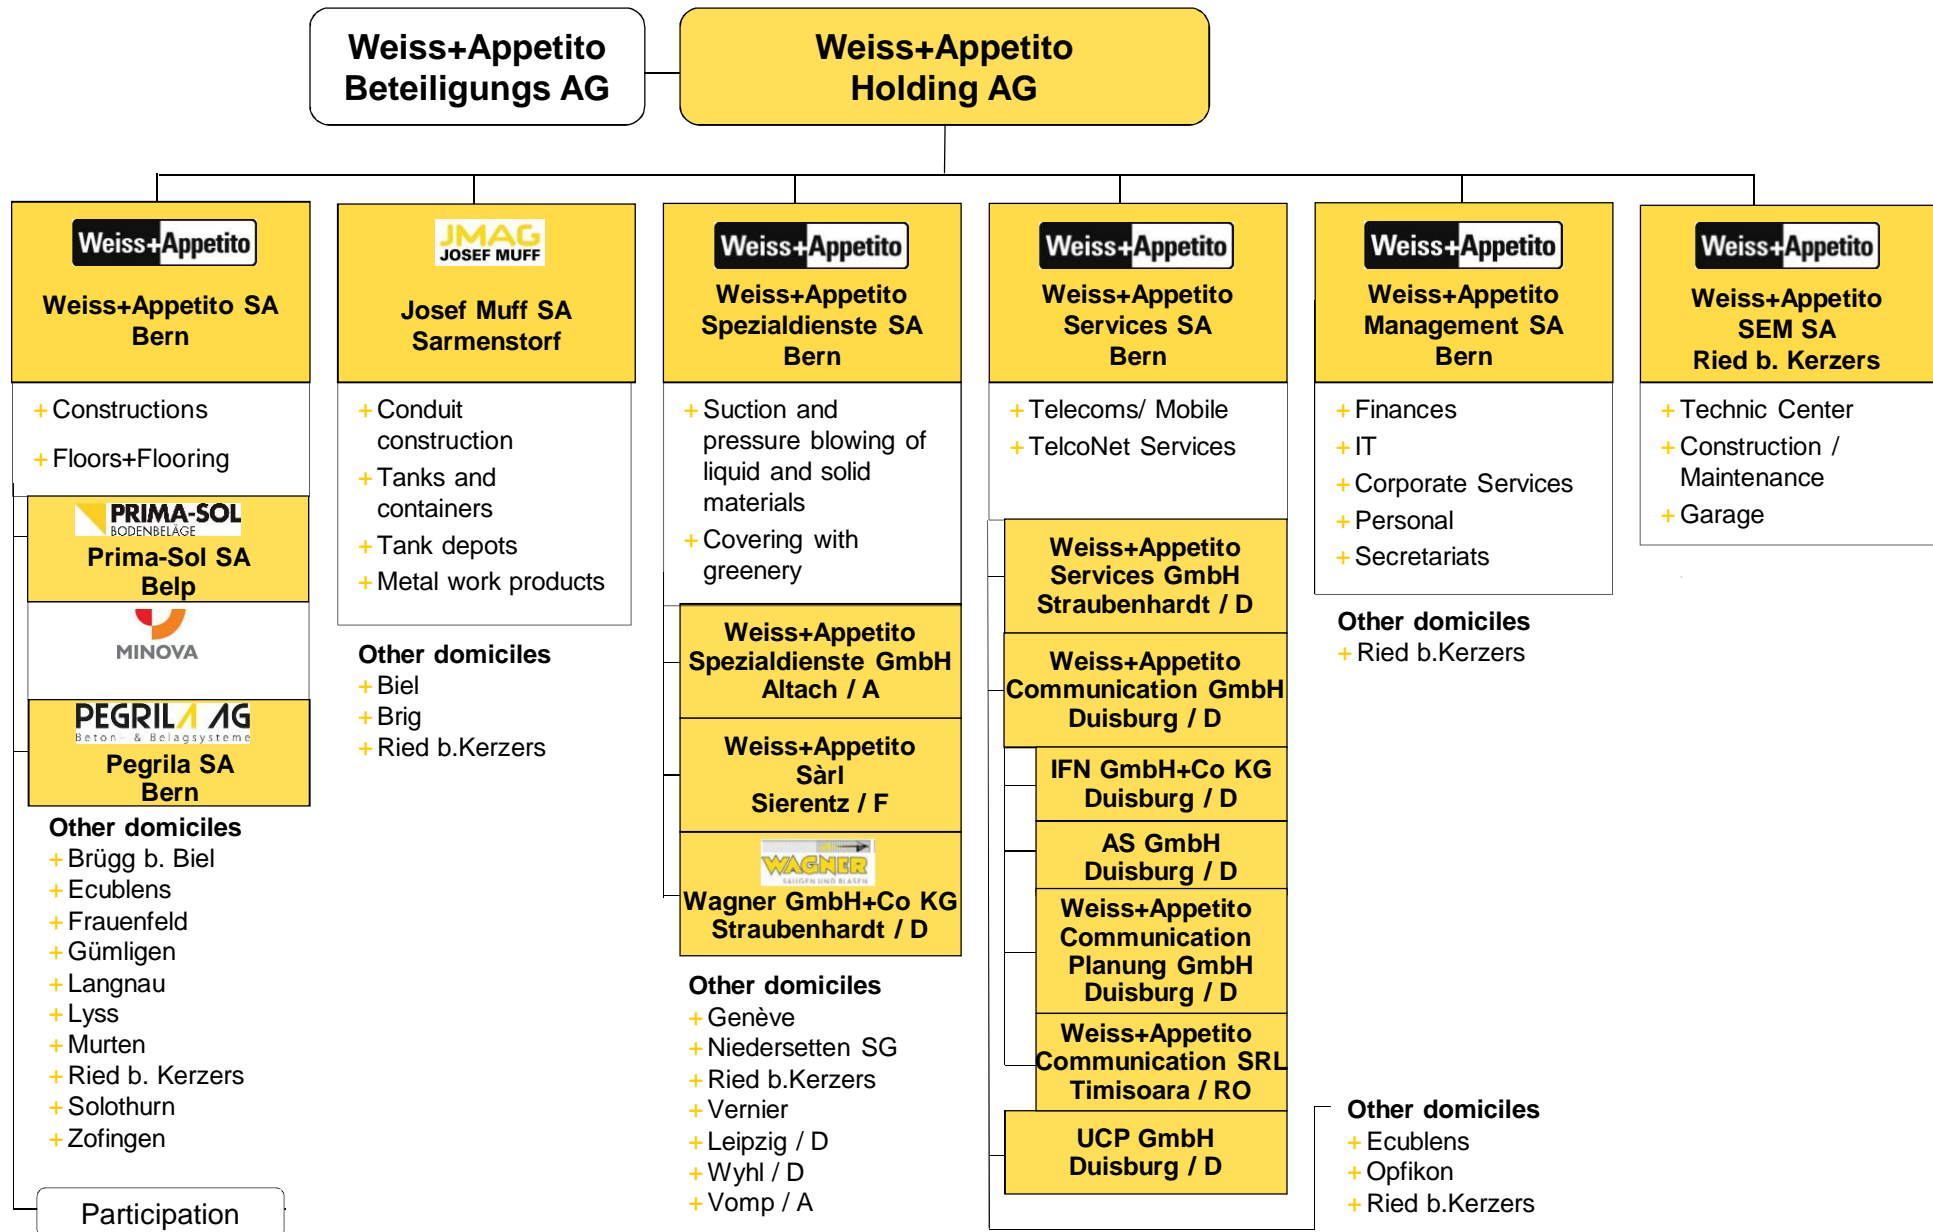 Weiss+Appetito
Beteiligungs AG
Weiss+Appetito
Holding AG
Weiss+Appetito
Weiss+Appetito SA
Bern
+ Constructions
+ Floors+Flooring
PRIMA-SOL
BODENBELÄGE
Prima-Sol SA
Belp
MINOVA
PEGRILA AG
Beton- & Belagsysteme
Pegrila SA
Bern
Other domiciles
+ Brügg b. Biel
+ Ecublens
+ Frauenfeld
+ Gümligen
+ Langnau
+ Lyss
+ Murten
+ Ried b. Kerzers
+ Solothurn
+ Zofingen
Participation
JMAG
JOSEF MUFF
Josef Muff SA
Sarmenstorf
+ Conduit
construction
+ Tanks and
containers
+ Tank depots
+ Metal work products
Other domiciles
+ Biel
+ Brig
+ Ried b.Kerzers
Weiss+Appetito
Weiss+Appetito
Spezialdienste SA
Bern
+ Suction and
pressure blowing of
liquid and solid
materials
+ Covering with
greenery
Weiss+Appetito
Spezialdienste GmbH
Altach / A
Weiss+Appetito
Sàrl
Sierentz / F
WAGNER
SAUGEN UND BLASEN
Wagner GmbH+Co KG
Straubenhardt / D
Other domiciles
+ Genève
+ Niedersetten SG
+ Ried b.Kerzers
+ Vernier
+ Leipzig / D
+ Wyhl / D
+ Vomp / A
Weiss+Appetito
Weiss+Appetito
Services SA
Bern
+ Telecoms/ Mobile
+ TelcoNet Services
Weiss+Appetito
Services GmbH
Straubenhardt / D
Weiss+Appetito
Communication GmbH
Duisburg / D
IFN GmbH+Co KG
Duisburg / D
AS GmbH
Duisburg / D
Weiss+Appetito
Communication
Planung GmbH
Duisburg / D
Weiss+Appetito
Communication SRL
Timisoara / RO
UCP GmbH
Duisburg / D
Other domiciles
+ Ecublens
+ Opfikon
+ Ried b.Kerzers
Weiss+Appetito
Weiss+Appetito
Management SA
Bern
+ Finances
+ IT
+ Corporate Services
+ Personal
+ Secretariats
Other domiciles
+ Ried b.Kerzers
Weiss+Appetito
Weiss+Appetito
SEM SA
Ried b. Kerzers
+ Technic Center
+ Construction /
Maintenance
+ Garage